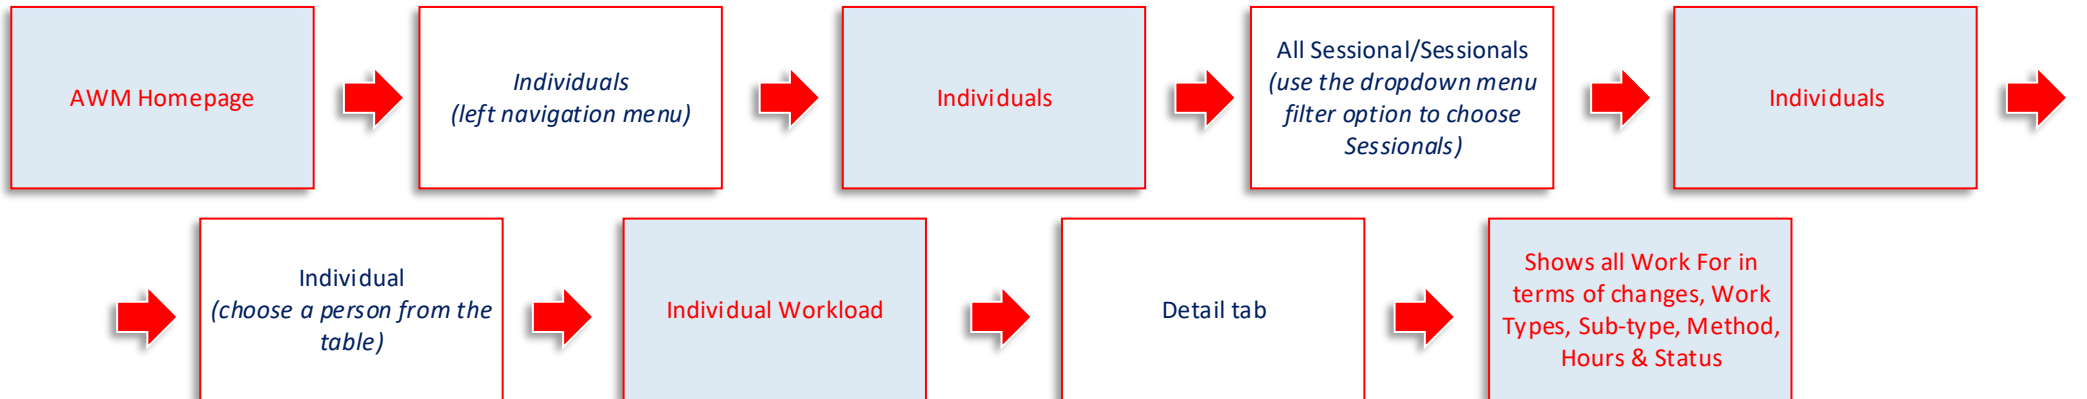 AWM Homepage
Individuals
(left navigation menu)
Individuals
All Sessional/Sessionals
(use the dropdown menu
filter option to choose
Sessionals)
Individuals
Individual
(choose a person from the
table)
Individual Workload
Detail tab
Shows all Work For in
terms of changes, Work
Types, Sub-type, Method,
Hours & Status